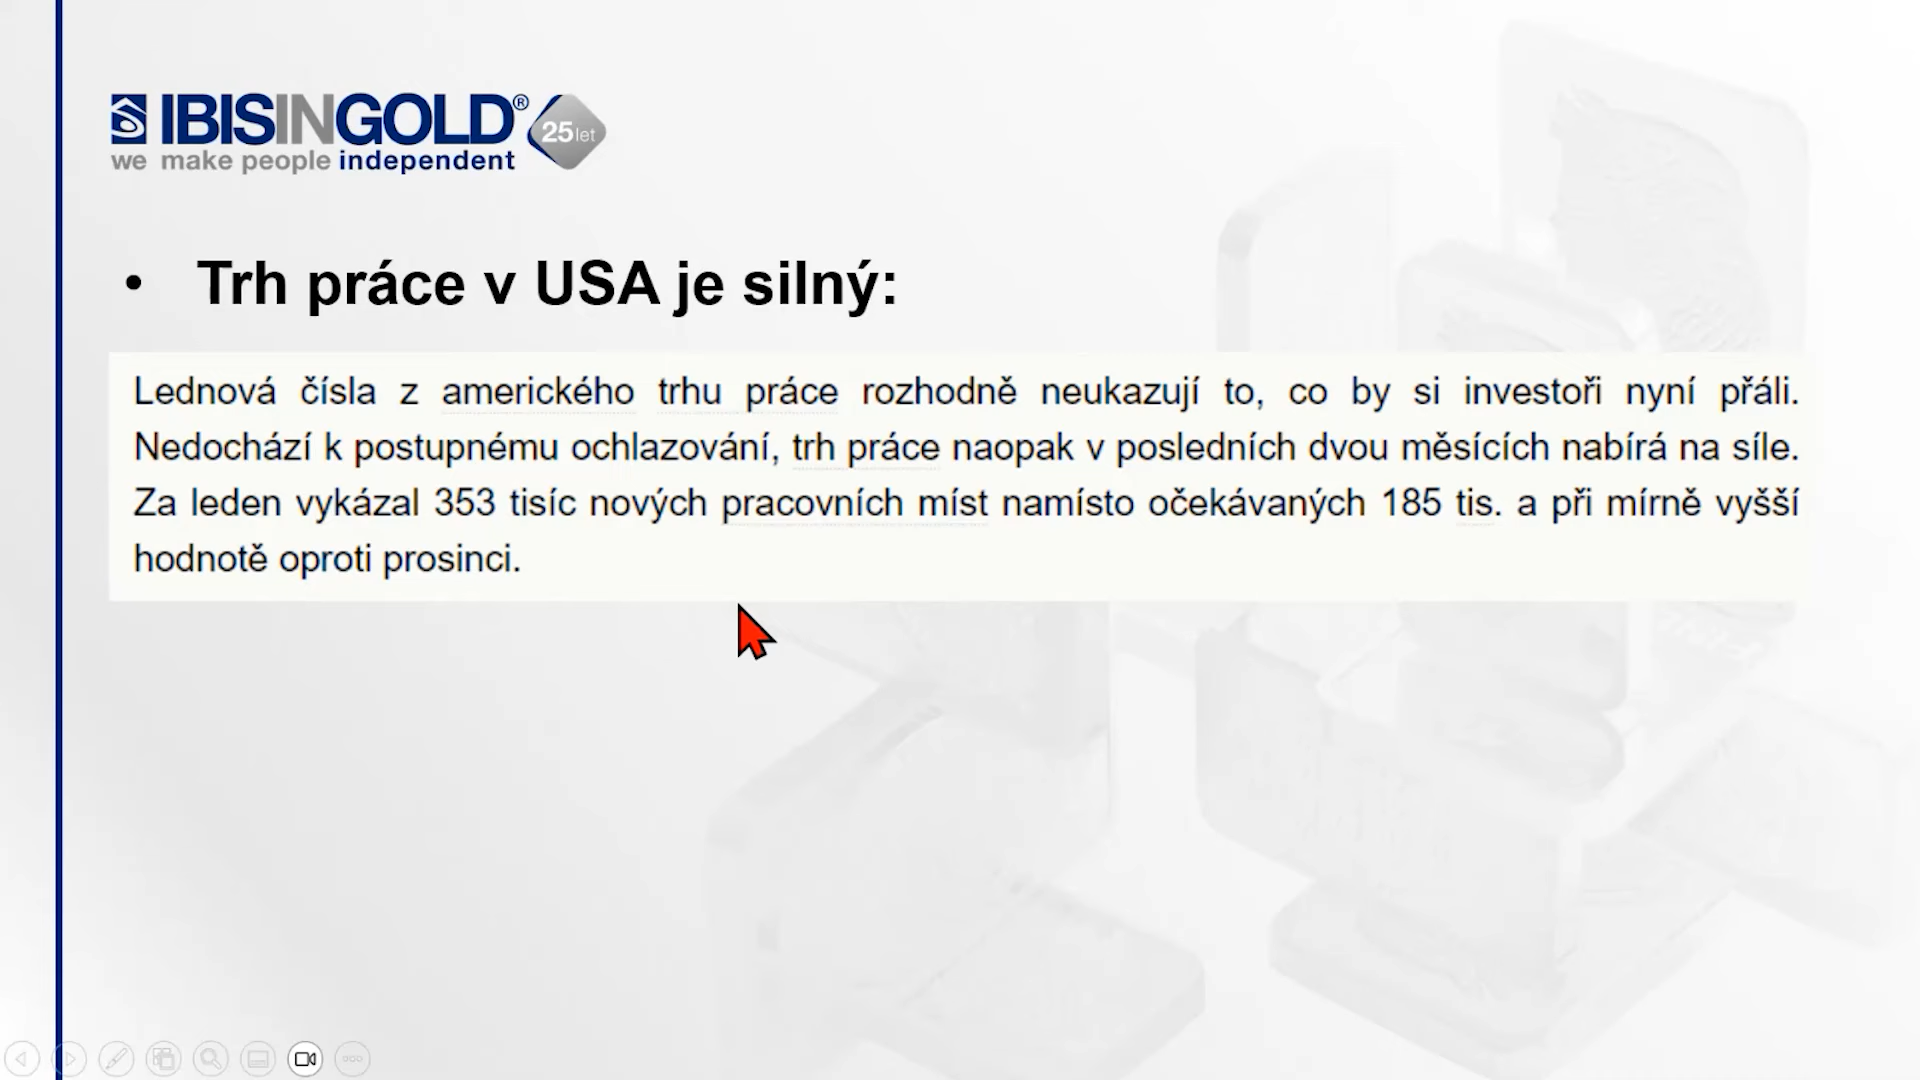 IBISINGOLD®
25let
we make people independent
• Trh práce v USA je silný:
Lednová čísla z amerického trhu práce rozhodně neukazují to, co by si investoři nyní přáli.
Nedochází k postupnému ochlazování, trh práce naopak v posledních dvou měsících nabírá na síle.
Za leden vykázal 353 tisíc nových pracovních míst namísto očekávaných 185 tis. a při mírně vyšší
hodnotě oproti prosinci.